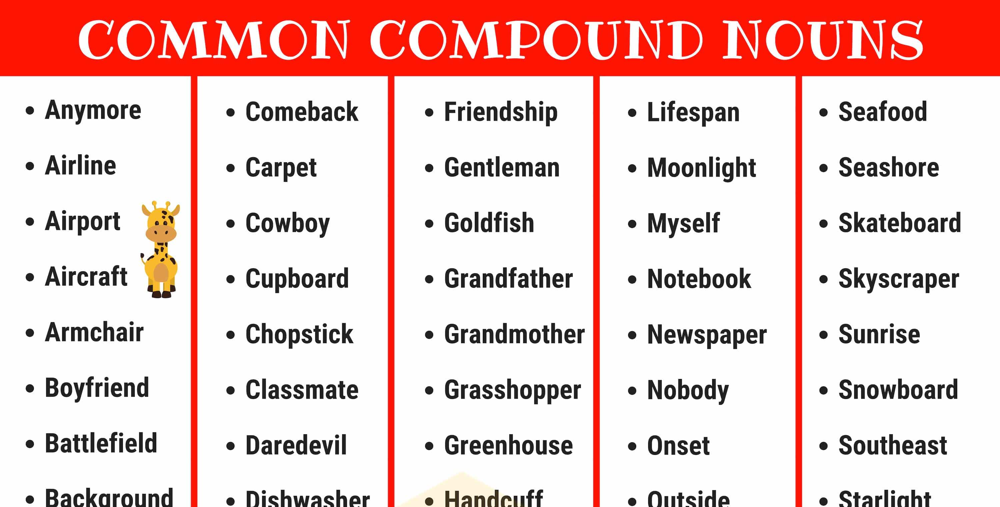 COMMON COMPOUND NOUNS
• Anymore
• Airline
• Airport
• Aircraft
• Armchair
• Boyfriend
• Battlefield
• Background
• Comeback
• Carpet
• Cowboy
• Cupboard
• Chopstick
• Classmate
• Daredevil
• Dishwasher
• Friendship
• Gentleman
• Goldfish
• Grandfather
• Grandmother
• Grasshopper
• Greenhouse
• Handcuff
• Lifespan
• Moonlight
• Myself
• Notebook
• Newspaper
• Nobody
• Onset
• Outside
• Seafood
• Seashore
• Skateboard
• Skyscraper
• Sunrise
• Snowboard
• Southeast
• Starlight